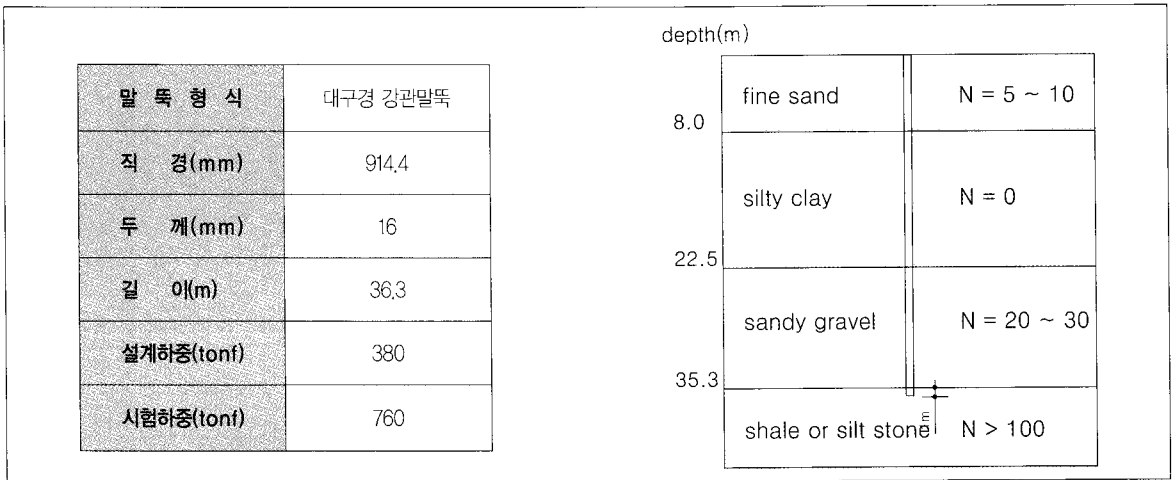 말 뚝 형 식 대구경 강관말뚝
직 경(mm) 914.4
두 께(mm) 16
길 이(m) 36.3
설계하중(tonf) 380
시험하중(tonf) 760
depth(m)
fine sand N = 5 ~ 10
8.0
silty clay N = 0
22.5
sandy gravel N = 20 ~ 30
35.3
shale or silt stone N > 100